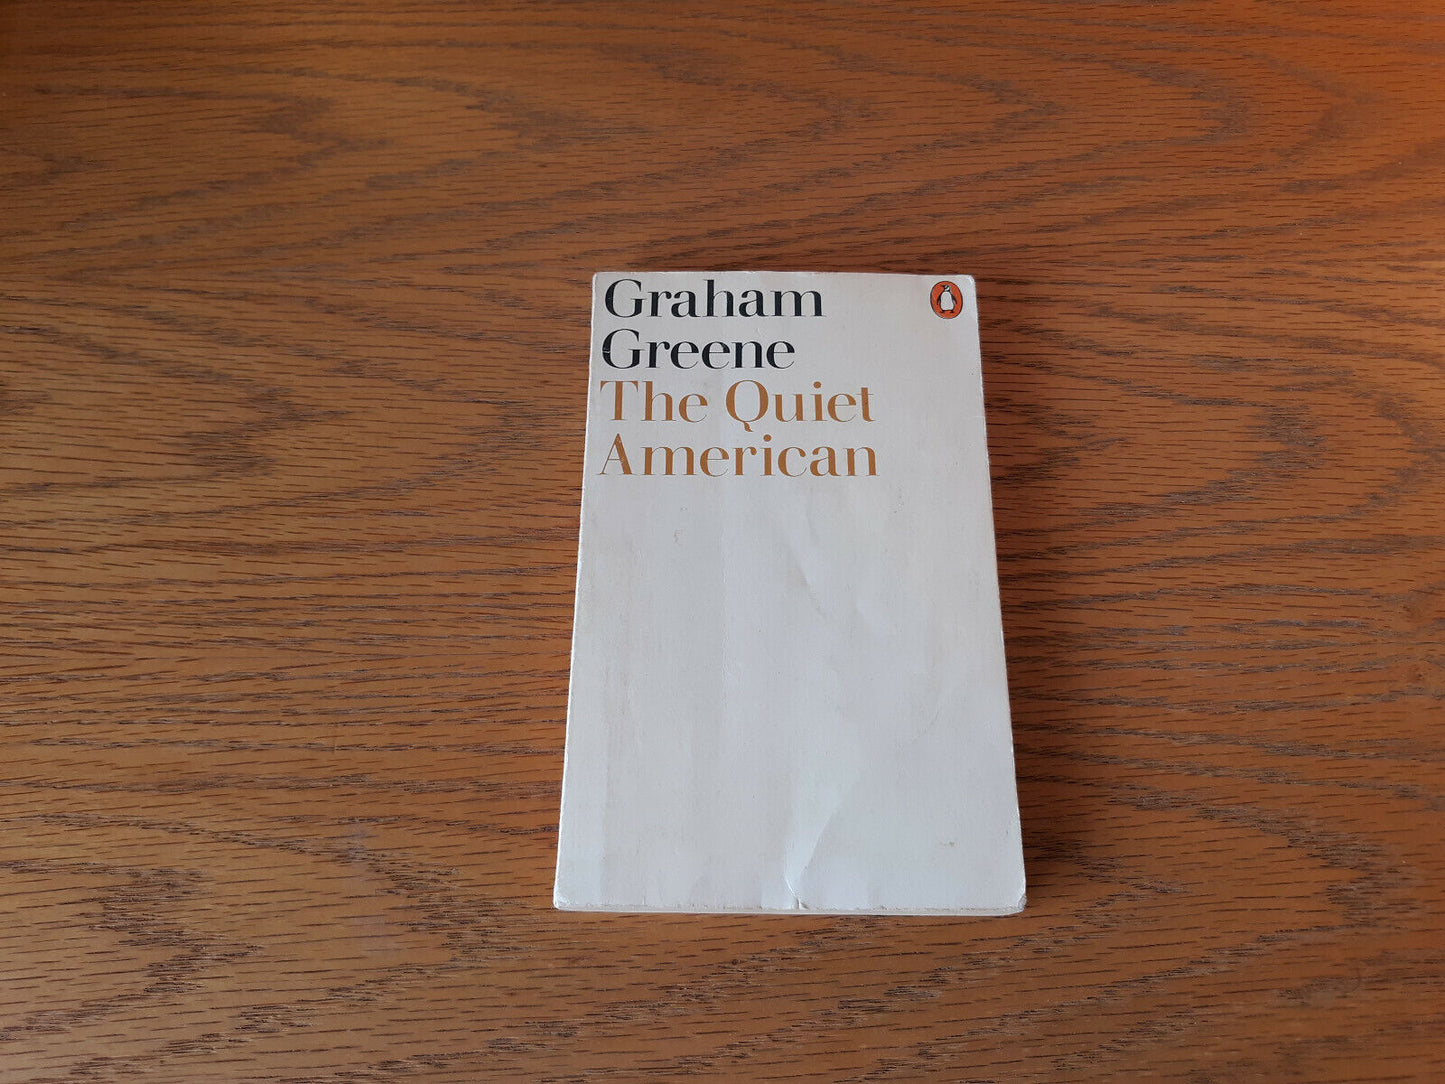 Graham
Greene
The Quiet
American